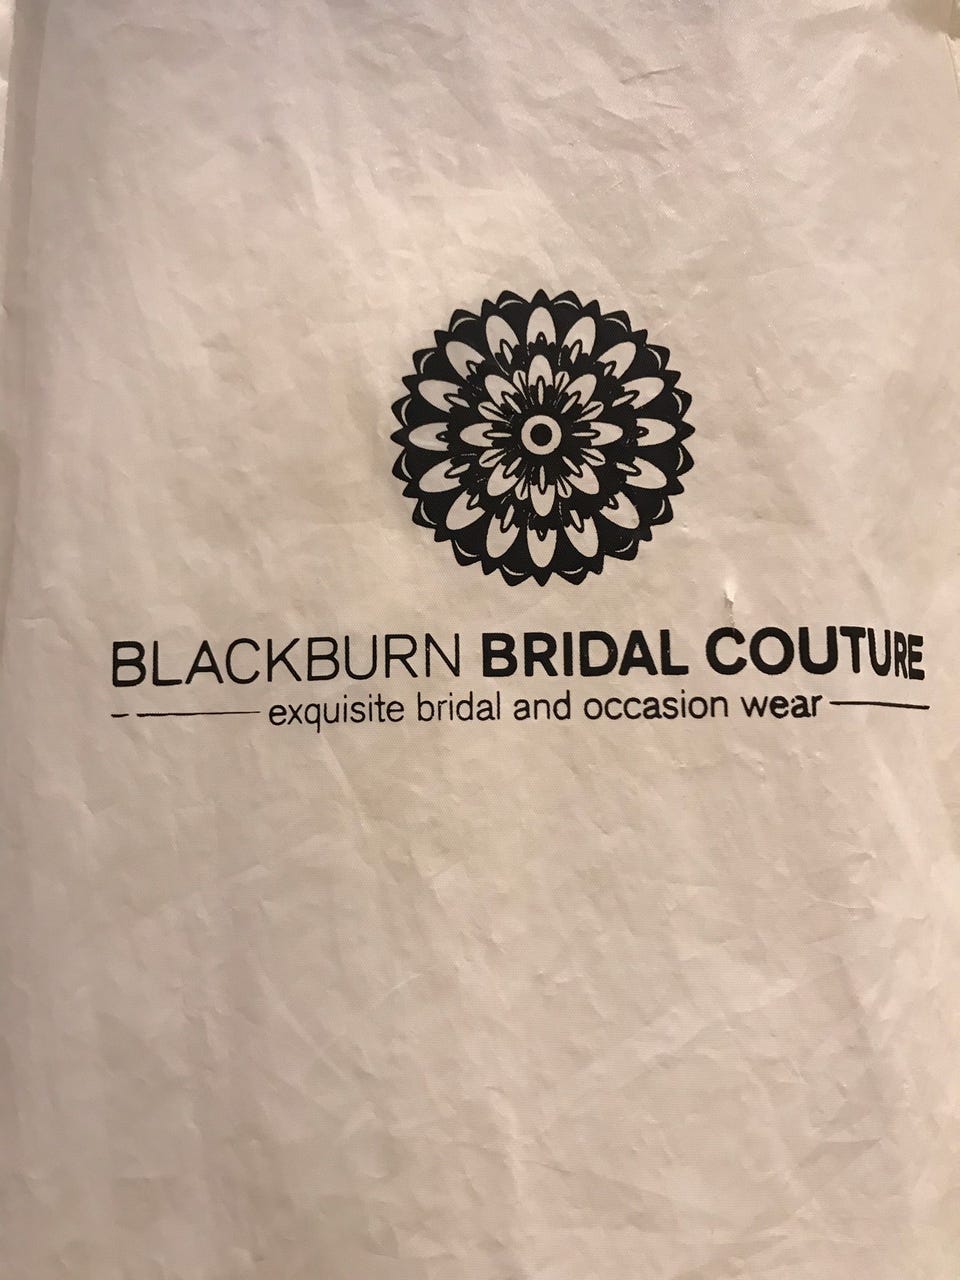 BLACKBURN BRIDAL COUTURE
exquisite bridal and occasion wear